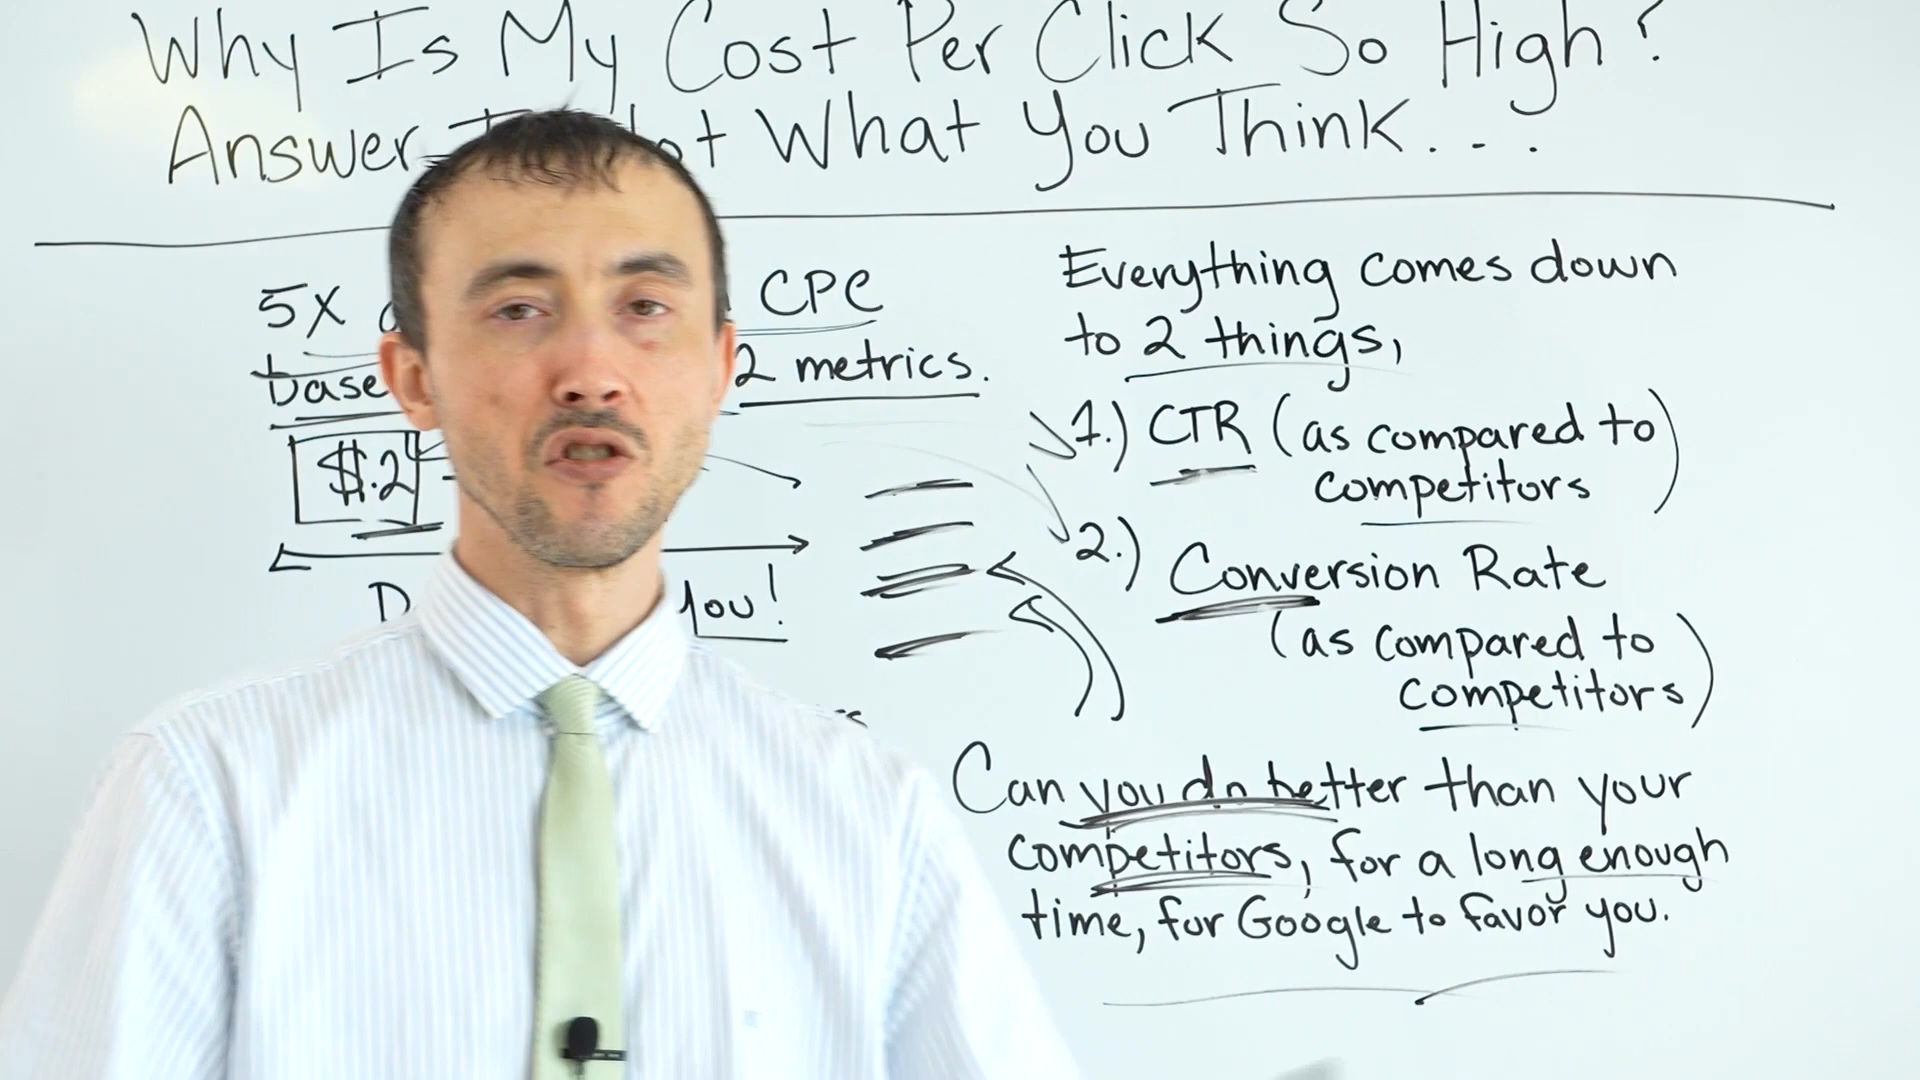 Why Is My Cost Per Click So High?
Answer What You Think...
5X CPC
2 metrics.
$.2
you!
Everything comes down
to 2 things,
1.) CTR (as compared to
competitors)
2.) Conversion Rate
(as compared to
competitors)
Can you do better than your
competitors, for a long enough
time, for Google to favor you.